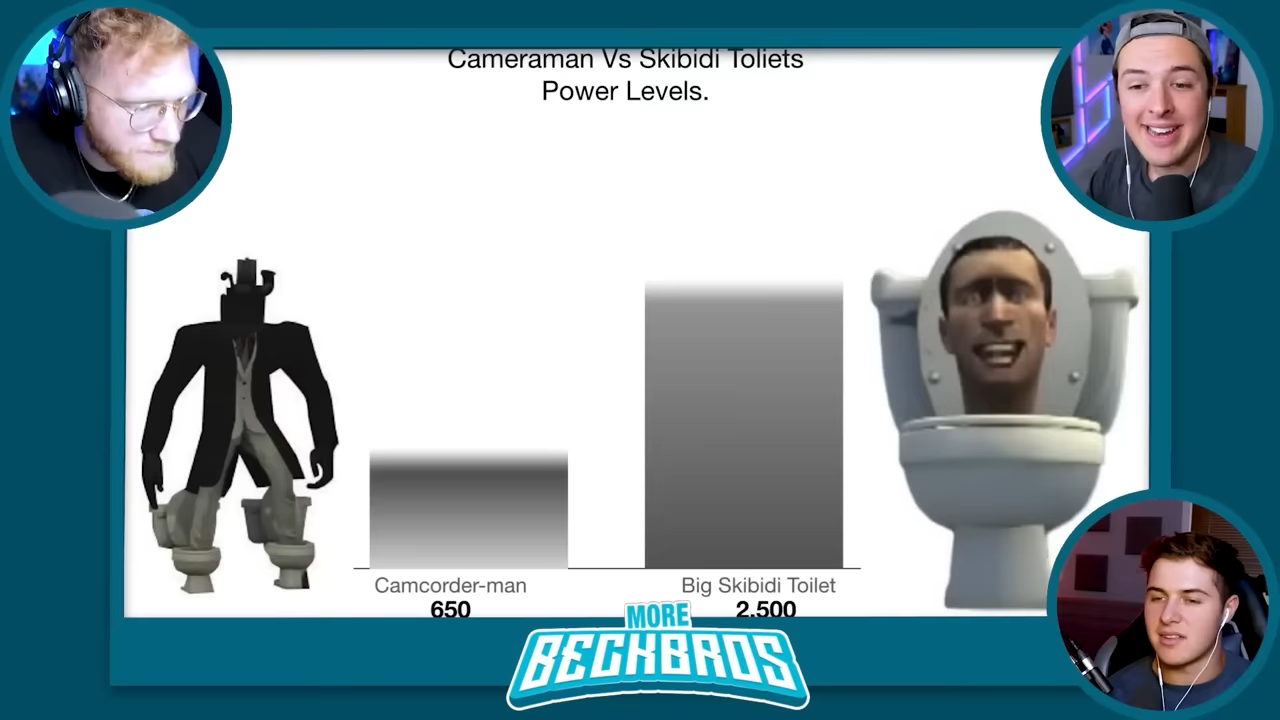 Cameraman Vs Skibidi Toliets
Power Levels.
Camcorder-man
Big Skibidi Toilet
650
2,500
MORE
BECKBROS